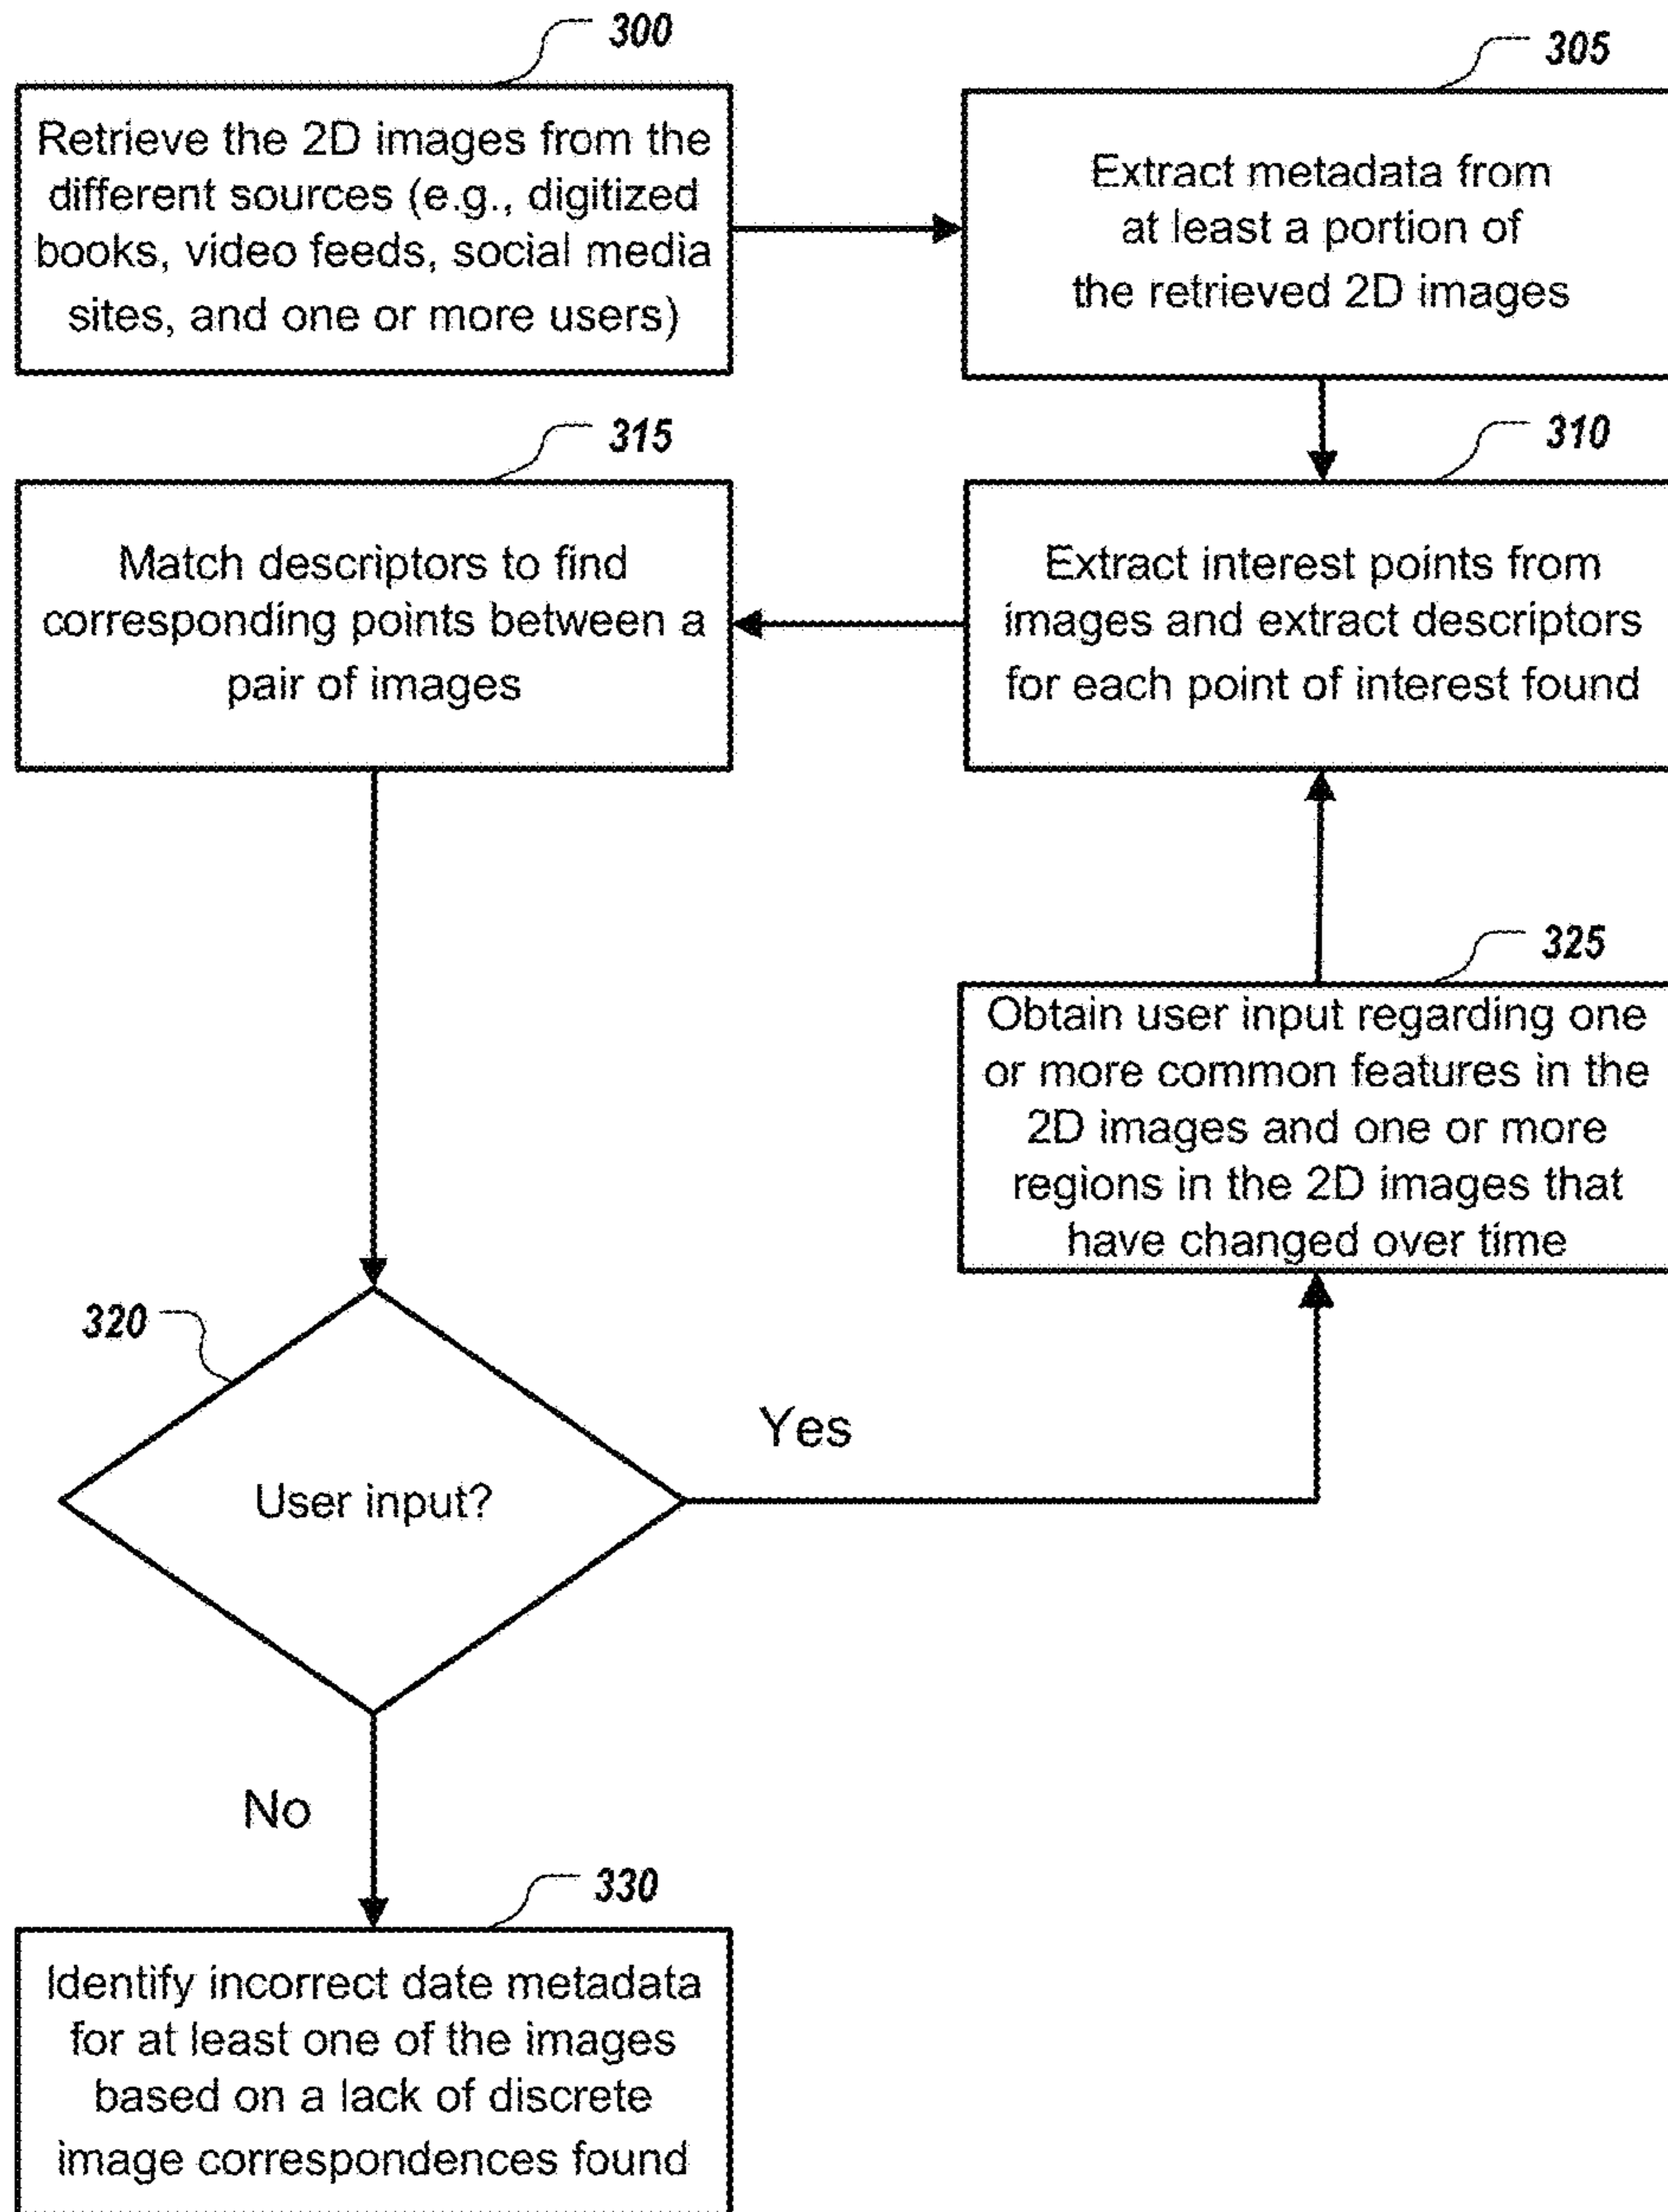 300
Retrieve the 2D images from the
different sources (e.g., digitized
books, video feeds, social media
sites, and one or more users)
305
Extract metadata from
at least a portion of
the retrieved 2D images
310
Extract interest points from
images and extract descriptors
for each point of interest found
315
Match descriptors to find
corresponding points between a
pair of images
320
User input?
Yes
325
Obtain user input regarding one
or more common features in the
2D images and one or more
regions in the 2D images that
have changed over time
No
330
Identify incorrect date metadata
for at least one of the images
based on a lack of discrete
image correspondences found